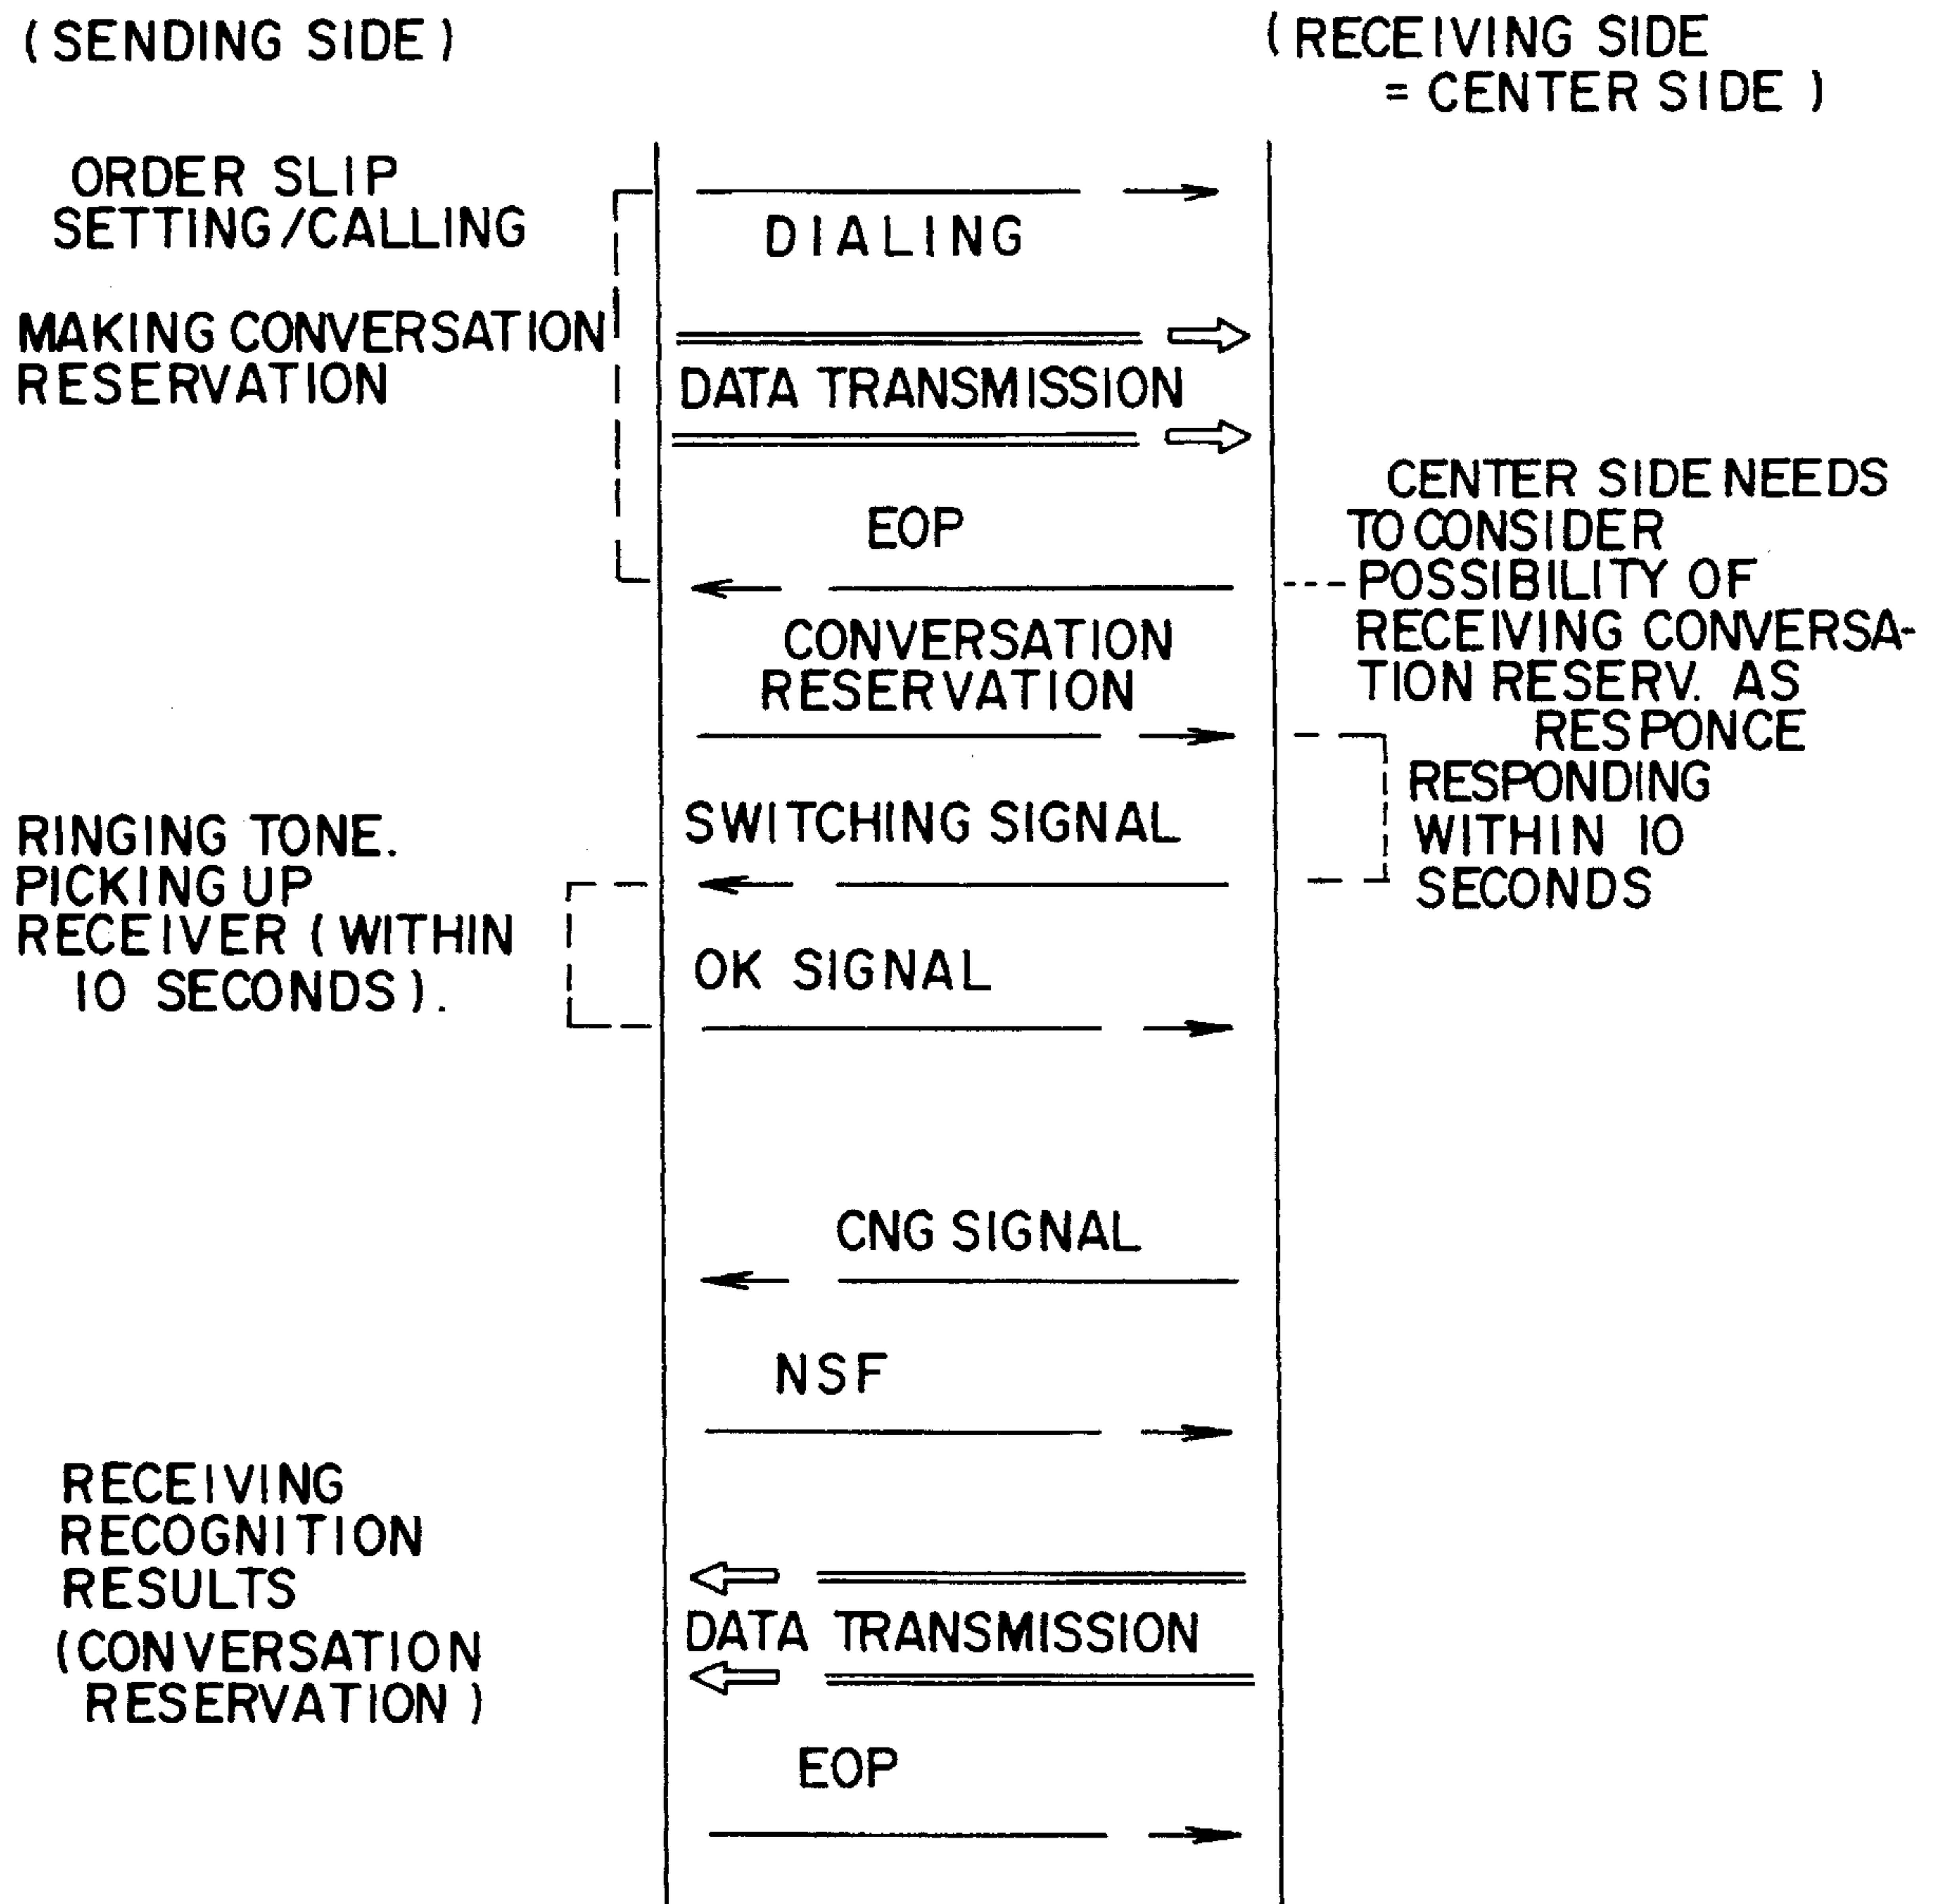 (SENDING SIDE)
(RECEIVING SIDE
= CENTER SIDE)
ORDER SLIP
SETTING/CALLING
DIALING
MAKING CONVERSATION
RESERVATION
DATA TRANSMISSION
EOP
CENTER SIDE NEEDS
TO CONSIDER
POSSIBILITY OF
RECEIVING CONVERSA-
TION RESERV. AS
RESPONCE
CONVERSATION
RESERVATION
RESPONDING
WITHIN 10
SECONDS
SWITCHING SIGNAL
RINGING TONE.
PICKING UP
RECEIVER (WITHIN
10 SECONDS).
OK SIGNAL
CNG SIGNAL
NSF
RECEIVING
RECOGNITION
RESULTS
(CONVERSATION
RESERVATION)
DATA TRANSMISSION
EOP